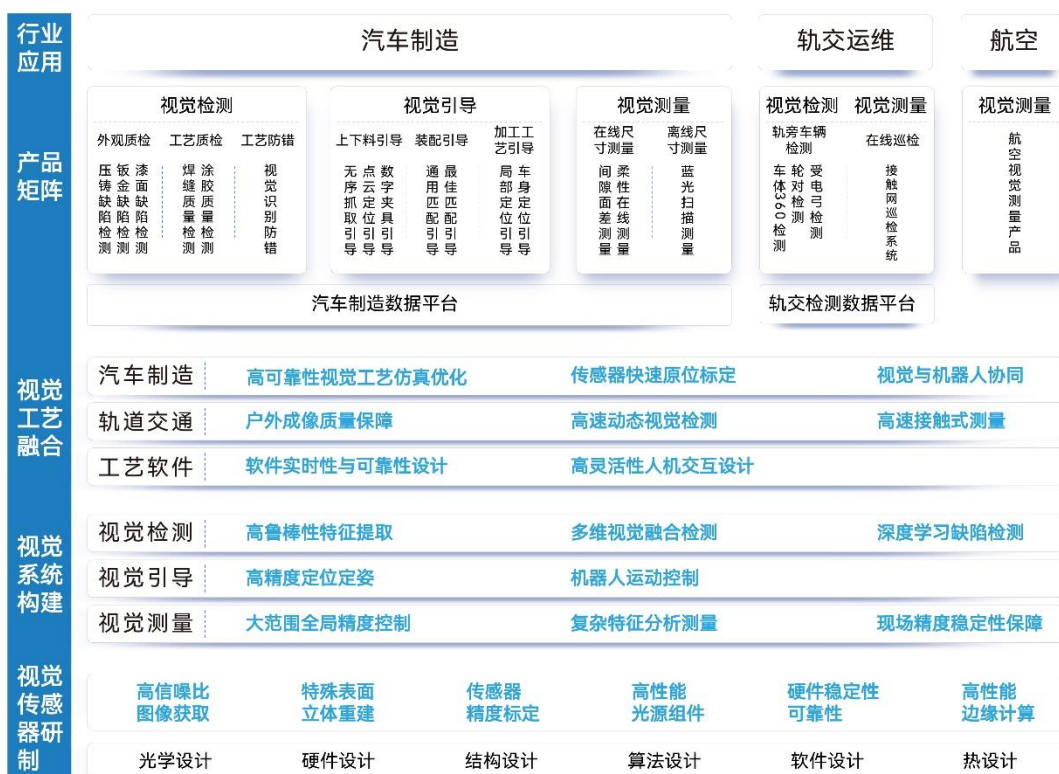 行业
应用
汽车制造
轨交运维
航空
产品
矩阵
视觉检测
外观质检
工艺质检
工艺防错
压铸缺陷检测
钣金缺陷检测
漆面缺陷检测
焊缝质量检测
涂胶质量检测
视觉识别防错
视觉引导
上下料引导
装配引导
加工工
艺引导
无序抓取引导
点云定位引导
数字夹具引导
通用匹配引导
最佳匹配引导
局部定位引导
车身定位引导
视觉测量
在线尺
寸测量
离线尺
寸测量
间隙面差测量
柔性在线测量
蓝光扫描测量
视觉检测
视觉测量
轨旁车辆
检测
在线巡检
车体360检测
轮对检测
受电弓检测
接触网巡检系统
视觉测量
航空视觉测量产品
汽车制造数据平台
轨交检测数据平台
视觉
工艺
融合
汽车制造
高可靠性视觉工艺仿真优化
传感器快速原位标定
视觉与机器人协同
轨道交通
户外成像质量保障
高速动态视觉检测
高速接触式测量
工艺软件
软件实时性与可靠性设计
高灵活性人机交互设计
视觉
系统
构建
视觉检测
高鲁棒性特征提取
多维视觉融合检测
深度学习缺陷检测
视觉引导
高精度定位定姿
机器人运动控制
视觉测量
大范围全局精度控制
复杂特征分析测量
现场精度稳定性保障
视觉
传感
器研
制
高信噪比
图像获取
特殊表面
立体重建
传感器
精度标定
高性能
光源组件
硬件稳定性
可靠性
高性能
边缘计算
光学设计
硬件设计
结构设计
算法设计
软件设计
热设计